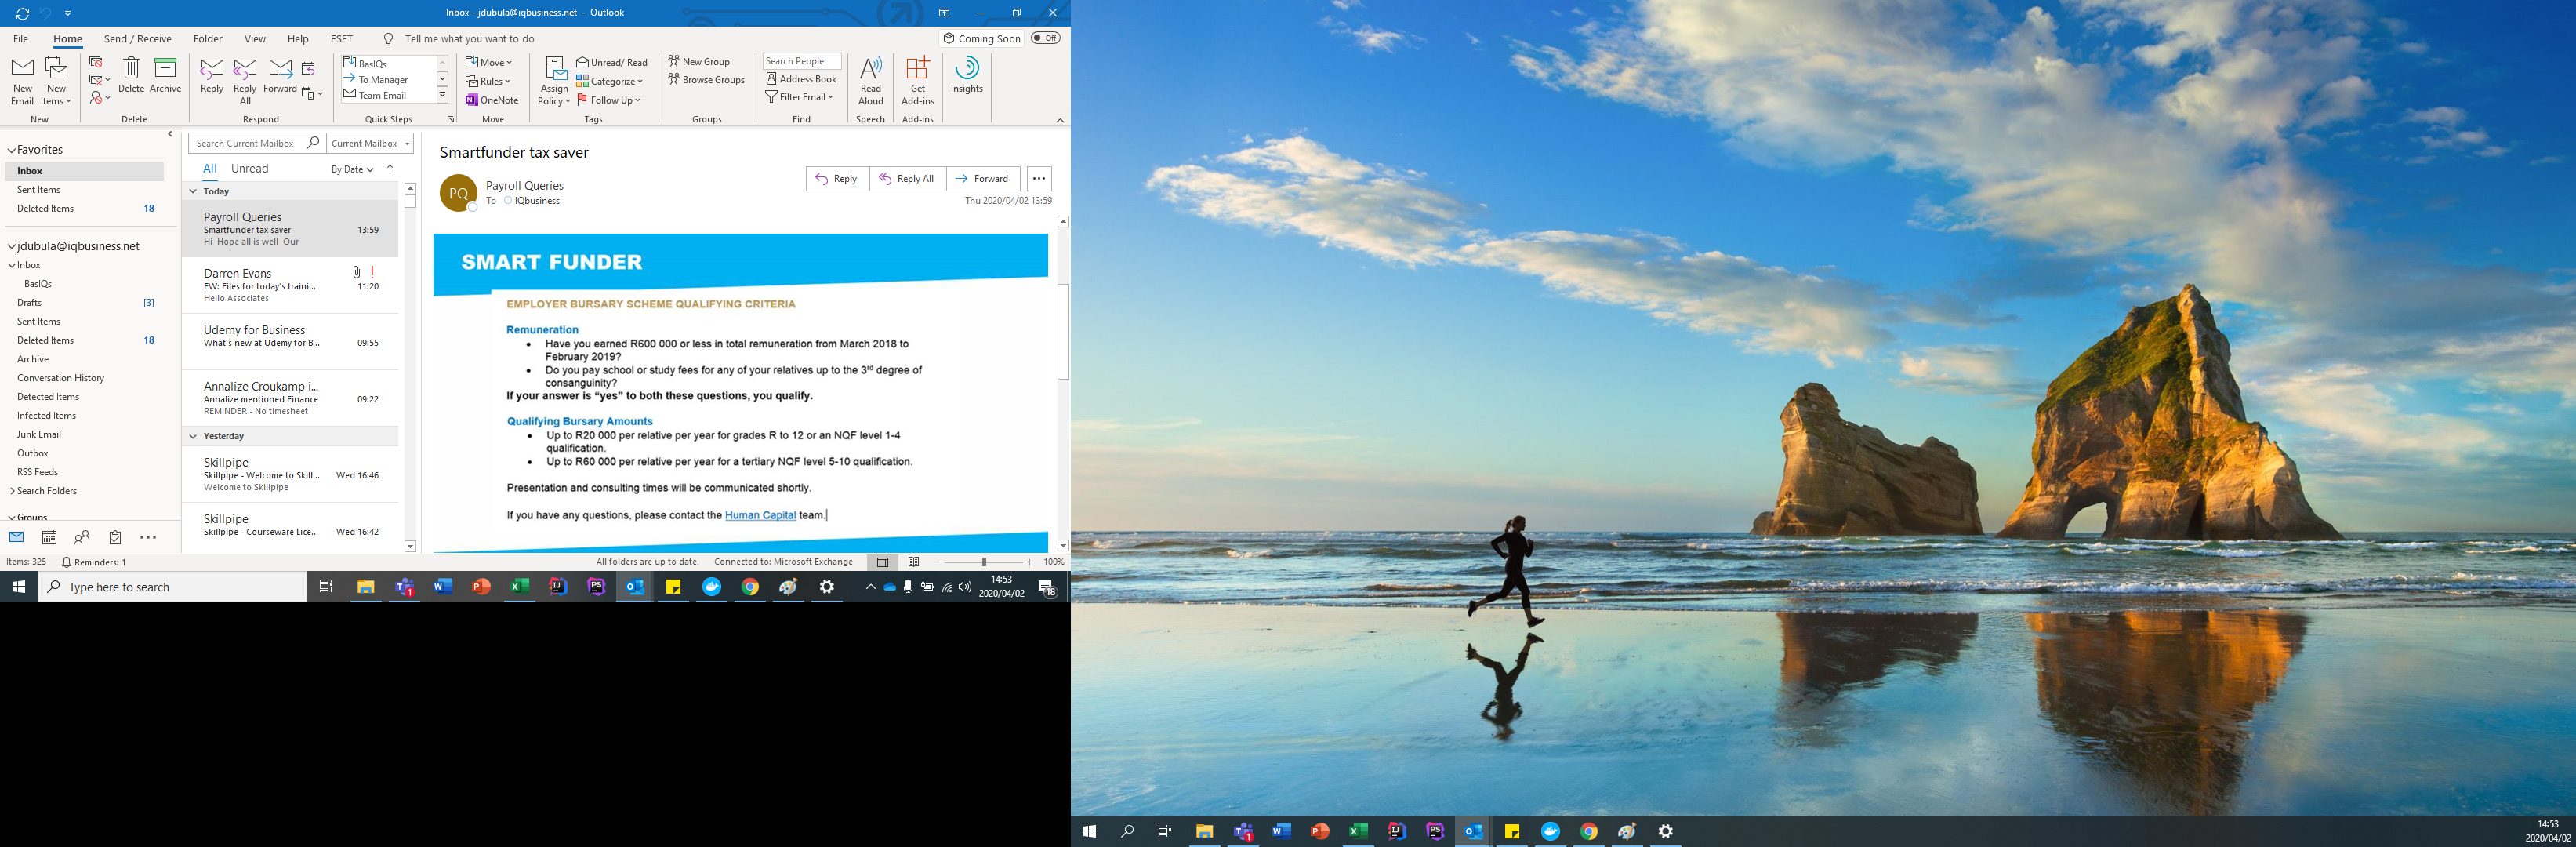 Inbox - jdubula@iqbusiness.net - Outlook
File Home Send / Receive Folder View Help ESET Tell me what you want to do Coming Soon Off
New Email
New Items
Delete
Archive
Reply
Reply All
Forward
BasIQs
To Manager
Team Email
Move
Rules
OneNote
Assign Policy
Unread/ Read
Categorize
Follow Up
New Group
Browse Groups
Search People
Address Book
Filter Email
Read Aloud
Get Add-ins
Insights
New Delete Respond Quick Steps Move Tags Groups Find Speech Add-ins
Favorites
Inbox
Sent Items
Deleted Items 18
jdubula@iqbusiness.net
Inbox
BasIQs
Drafts [3]
Sent Items
Deleted Items 18
Archive
Conversation History
Detected Items
Infected Items
Junk Email
Outbox
RSS Feeds
Search Folders
Groups
Search Current Mailbox Current Mailbox
All Unread By Date
Today
Payroll Queries
Smartfunder tax saver 13:59
Hi Hope all is well Our
Darren Evans
FW: Files for today's traini... 11:20
Hello Associates
Udemy for Business
What's new at Udemy for B... 09:55
Annalize Croukamp i...
Annalize mentioned Finance 09:22
REMINDER - No timesheet
Yesterday
Skillpipe
Skillpipe - Welcome to Skill... Wed 16:46
Welcome to Skillpipe
Skillpipe
Skillpipe - Courseware Lice... Wed 16:42
Smartfunder tax saver
PQ
Payroll Queries
To IQbusiness
Reply Reply All Forward
Thu 2020/04/02 13:59
SMART FUNDER
EMPLOYER BURSARY SCHEME QUALIFYING CRITERIA
Remuneration
• Have you earned R600 000 or less in total remuneration from March 2018 to
February 2019?
• Do you pay school or study fees for any of your relatives up to the 3rd degree of
consanguinity?
If your answer is “yes” to both these questions, you qualify.
Qualifying Bursary Amounts
• Up to R20 000 per relative per year for grades R to 12 or an NQF level 1-4
qualification.
• Up to R60 000 per relative per year for a tertiary NQF level 5-10 qualification.
Presentation and consulting times will be communicated shortly.
If you have any questions, please contact the Human Capital team.
Items: 325 Reminders: 1 All folders are up to date. Connected to: Microsoft Exchange 100%
Type here to search
14:53
2020/04/02
18
14:53
2020/04/02